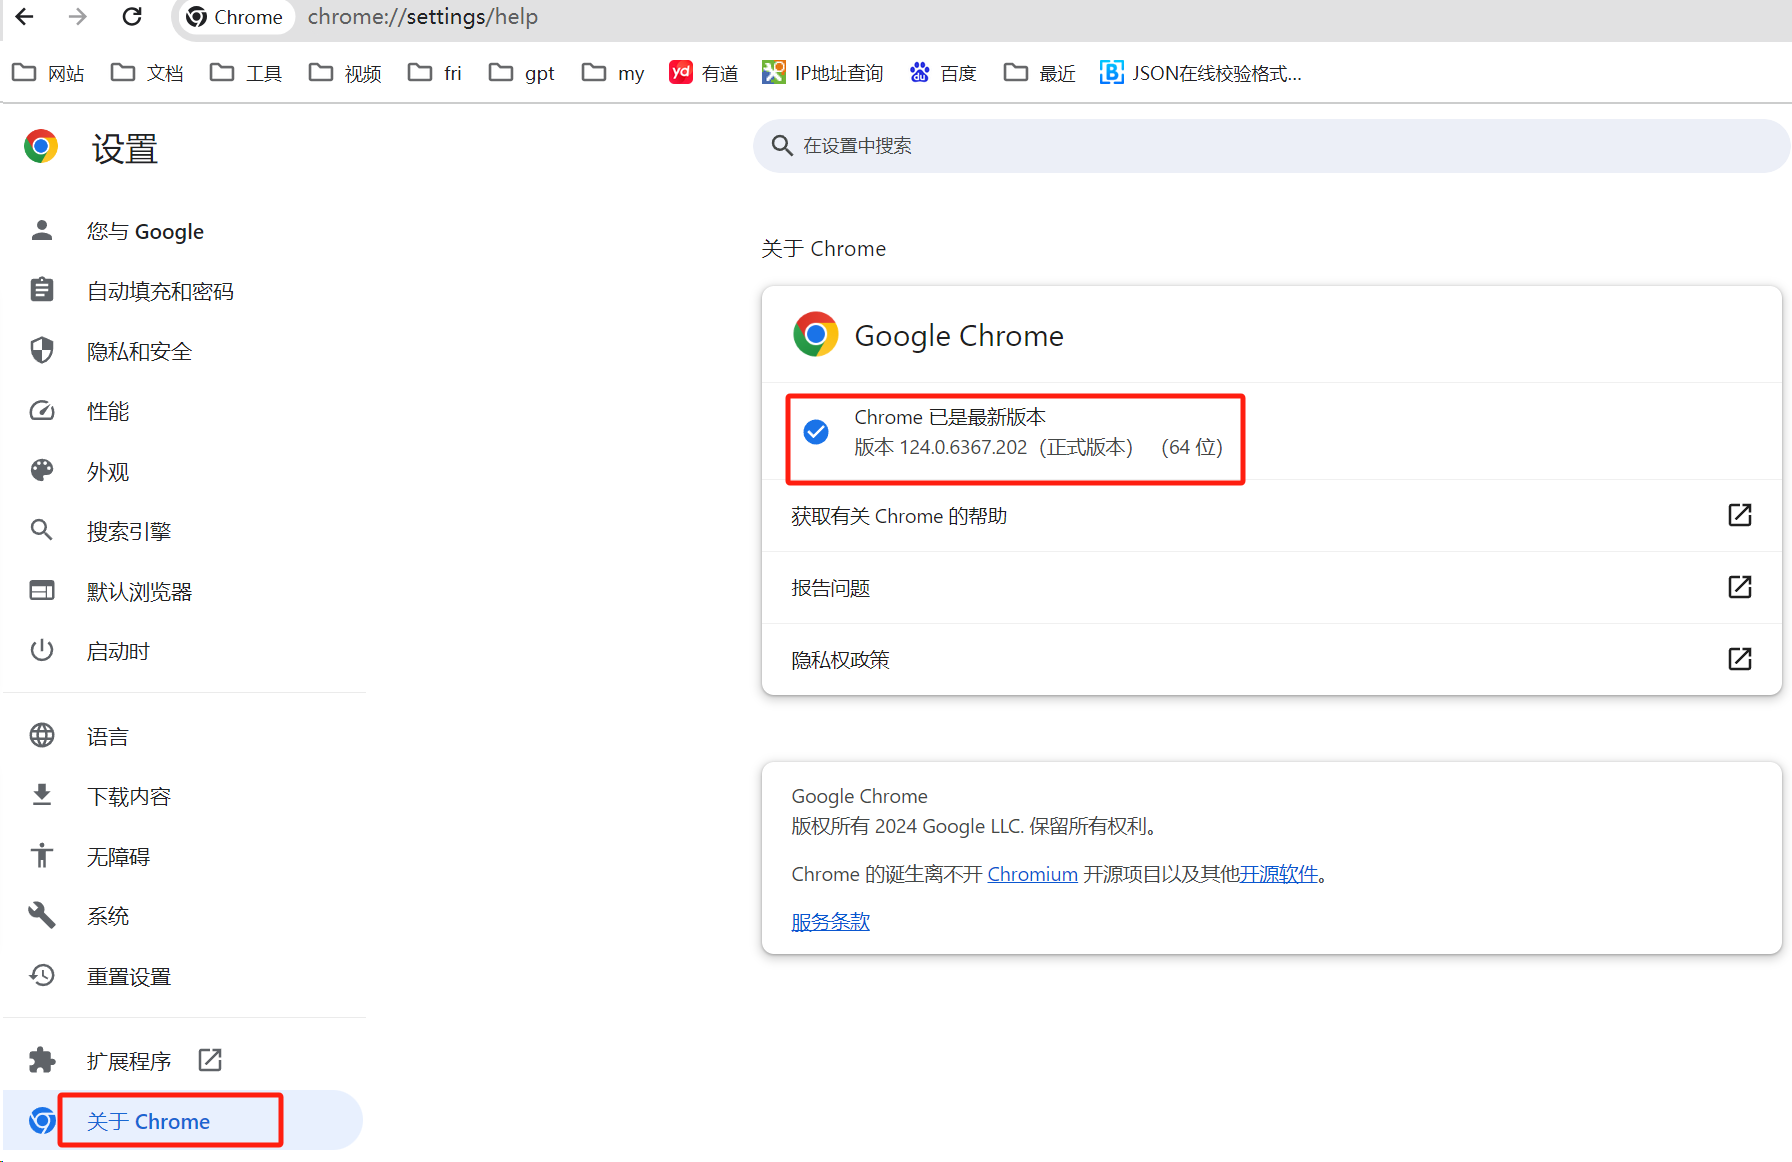 Chrome chrome://settings/help
网站 文档 工具 视频 fri gpt my yd 有道 IP地址查询 du 百度 最近 B JSON在线校验格式...
设置
在设置中搜索
您与 Google
自动填充和密码
隐私和安全
性能
外观
搜索引擎
默认浏览器
启动时
语言
下载内容
无障碍
系统
重置设置
扩展程序
关于 Chrome
关于 Chrome
Google Chrome
Chrome 已是最新版本
版本 124.0.6367.202（正式版本） （64 位）
获取有关 Chrome 的帮助
报告问题
隐私权政策
Google Chrome
版权所有 2024 Google LLC. 保留所有权利。
Chrome 的诞生离不开 Chromium 开源项目以及其他开源软件。
服务条款